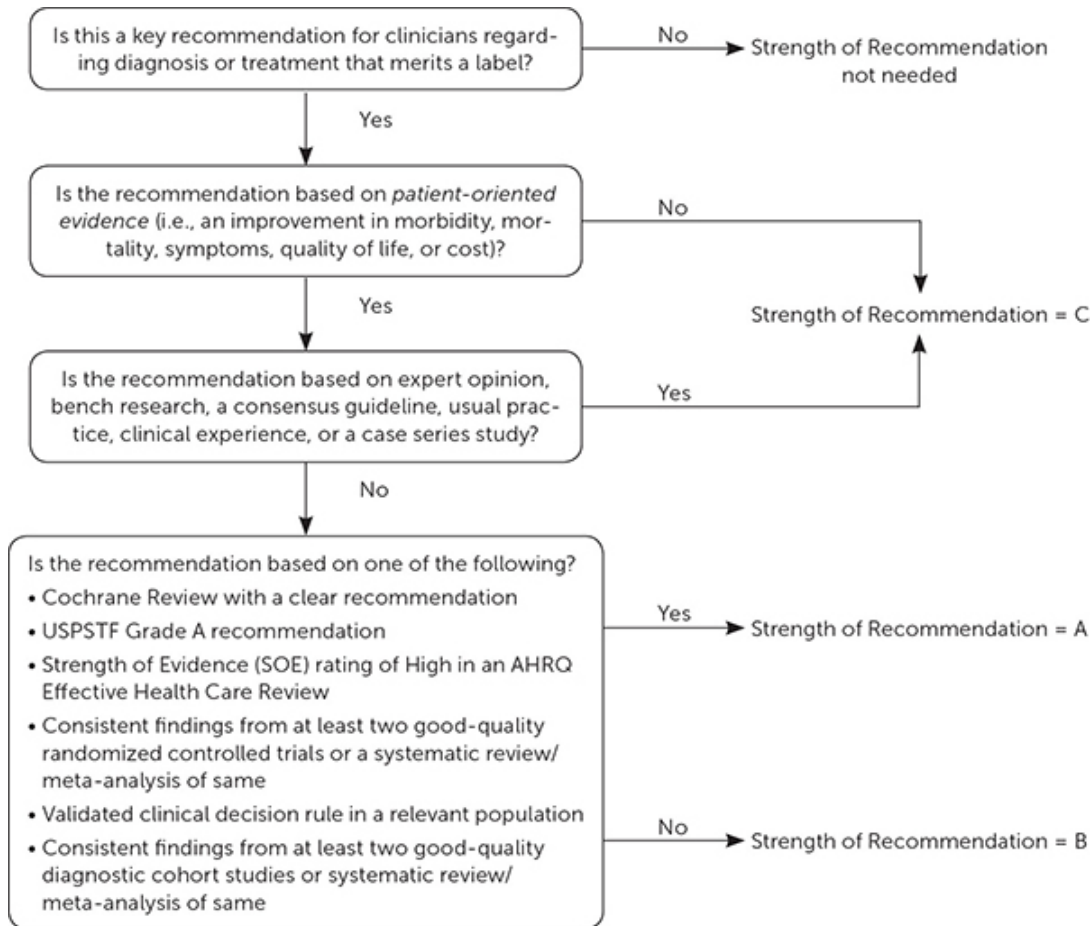 Is this a key recommendation for clinicians regard-
ing diagnosis or treatment that merits a label?
No
Strength of Recommendation
not needed
Yes
Is the recommendation based on patient-oriented
evidence (i.e., an improvement in morbidity, mor-
tality, symptoms, quality of life, or cost)?
No
Yes
Strength of Recommendation = C
Is the recommendation based on expert opinion,
bench research, a consensus guideline, usual prac-
tice, clinical experience, or a case series study?
Yes
No
Is the recommendation based on one of the following?
• Cochrane Review with a clear recommendation
• USPSTF Grade A recommendation
• Strength of Evidence (SOE) rating of High in an AHRQ
Effective Health Care Review
• Consistent findings from at least two good-quality
randomized controlled trials or a systematic review/
meta-analysis of same
• Validated clinical decision rule in a relevant population
• Consistent findings from at least two good-quality
diagnostic cohort studies or systematic review/
meta-analysis of same
Yes
Strength of Recommendation = A
No
Strength of Recommendation = B